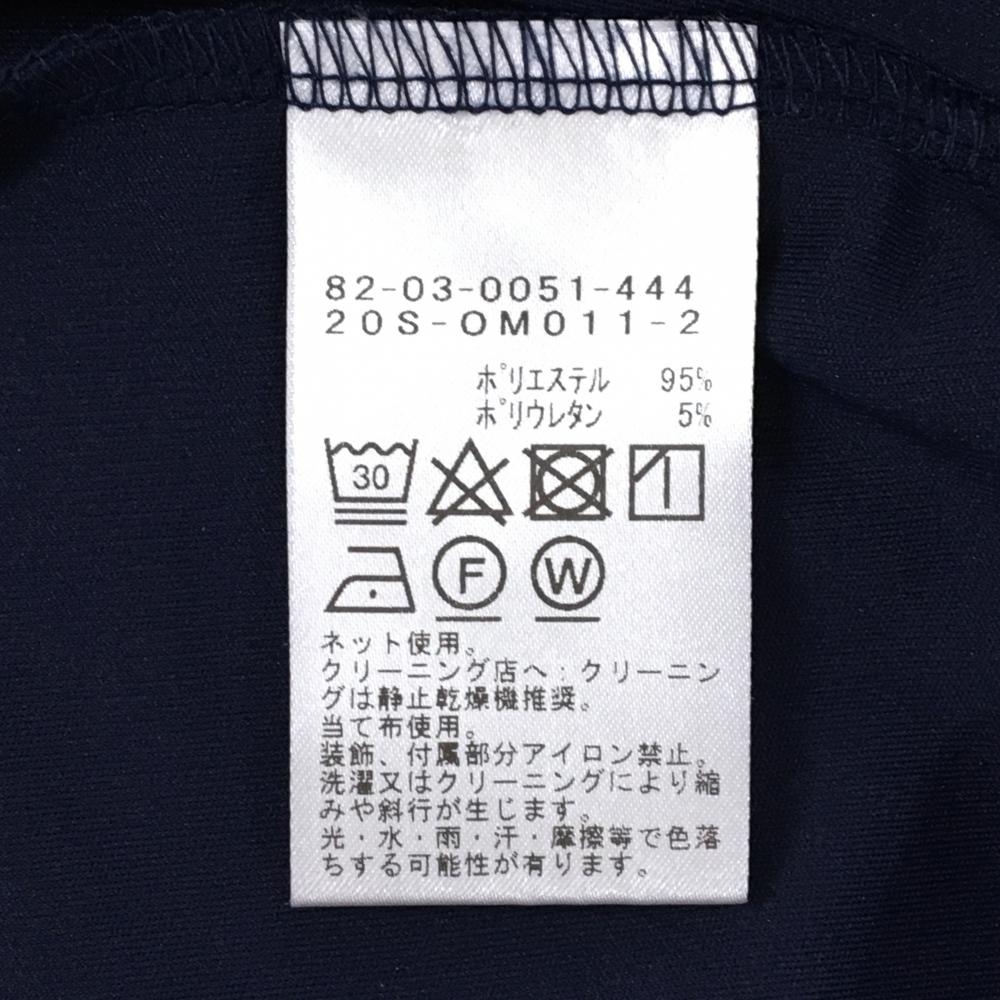 82-03-0051-444
20S-OM011-2
ポリエステル 95%
ポリウレタン 5%
30
F W
ネット使用。
クリーニング店へ:クリーニン
グは静止乾燥機推奨。
当て布使用。
装飾、付属部分アイロン禁止。
洗濯又はクリーニングにより縮
みや斜行が生じます。
光・水・雨・汗・摩擦等で色落
ちする可能性が有ります。